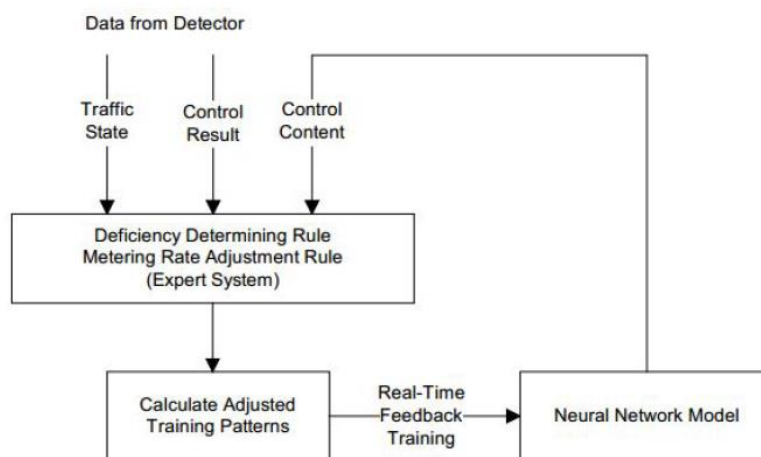 Data from Detector
Traffic
State
Control
Result
Control
Content
Deficiency Determining Rule
Metering Rate Adjustment Rule
(Expert System)
Calculate Adjusted
Training Patterns
Real-Time
Feedback
Training
Neural Network Model